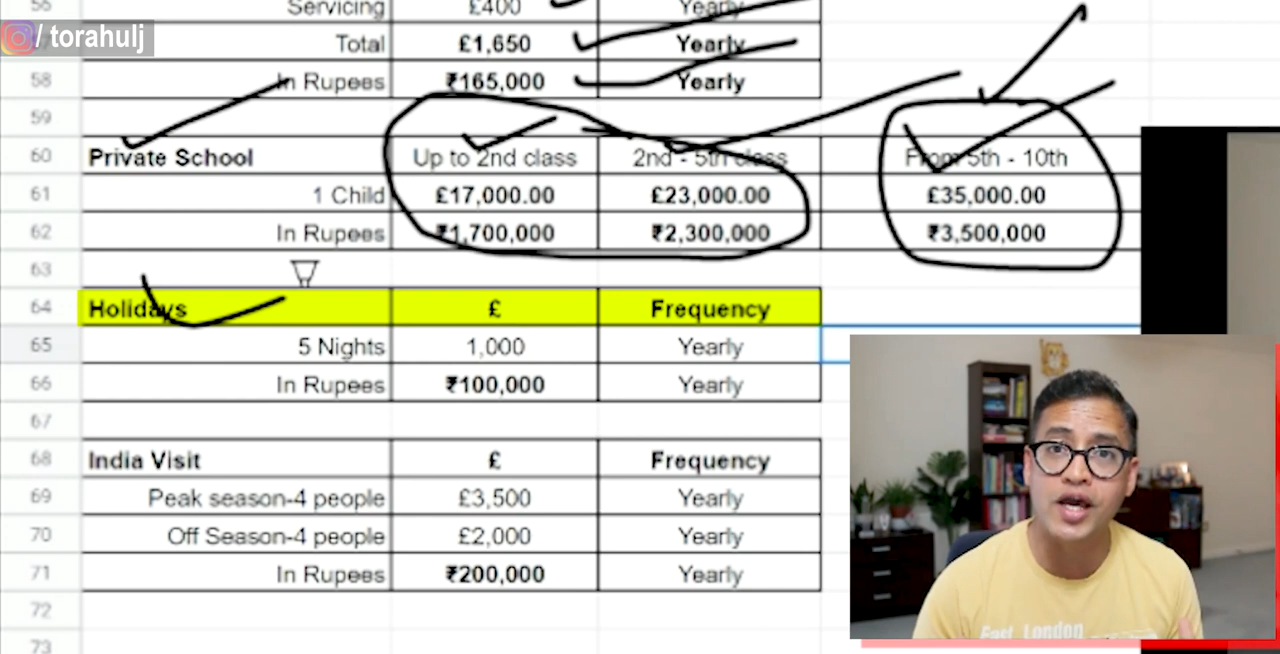 56 Servicing £400 Yearly
/ torahulj
Total £1,650 Yearly
58 In Rupees ₹165,000 Yearly
59
60 Private School Up to 2nd class 2nd - 5th class From 5th - 10th
61 1 Child £17,000.00 £23,000.00 £35,000.00
62 In Rupees ₹1,700,000 ₹2,300,000 ₹3,500,000
63
64 Holidays £ Frequency
65 5 Nights 1,000 Yearly
66 In Rupees ₹100,000 Yearly
67
68 India Visit £ Frequency
69 Peak season-4 people £3,500 Yearly
70 Off Season-4 people £2,000 Yearly
71 In Rupees ₹200,000 Yearly
72
73
East London